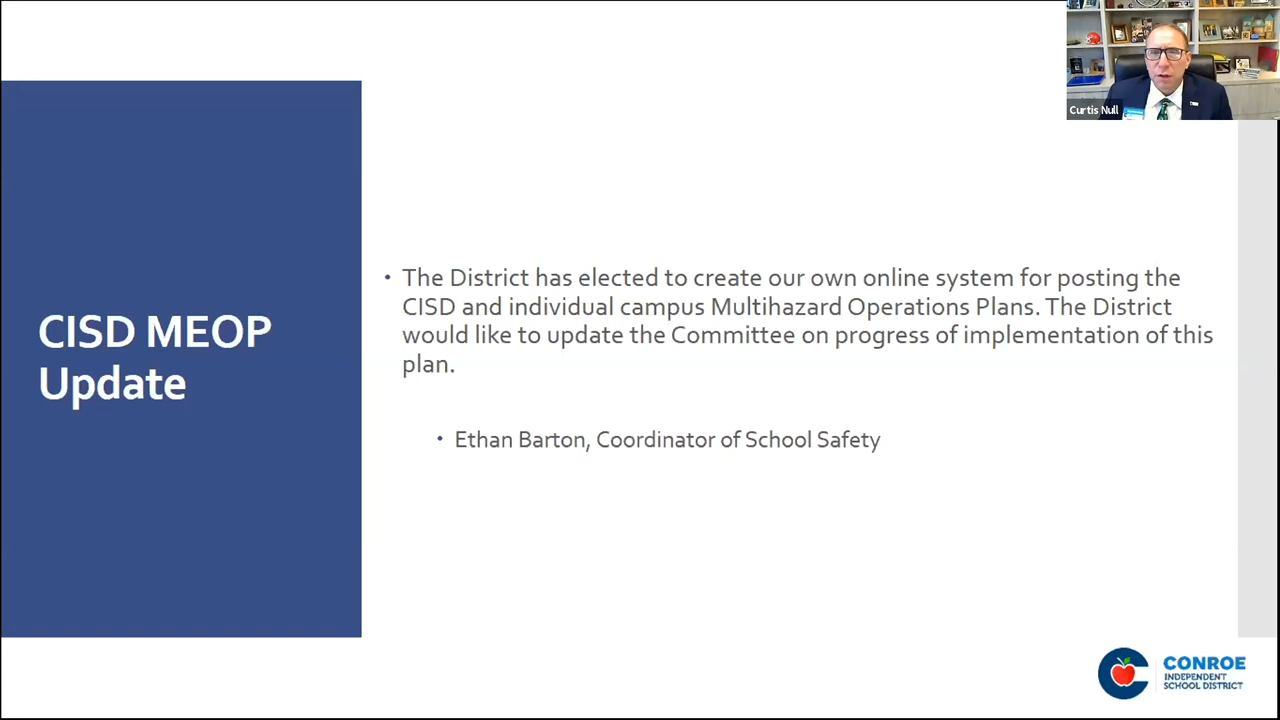 Curtis Null
CISD MEOP
Update
• The District has elected to create our own online system for posting the
CISD and individual campus Multihazard Operations Plans. The District
would like to update the Committee on progress of implementation of this
plan.
• Ethan Barton, Coordinator of School Safety
CONROE
INDEPENDENT
SCHOOL DISTRICT